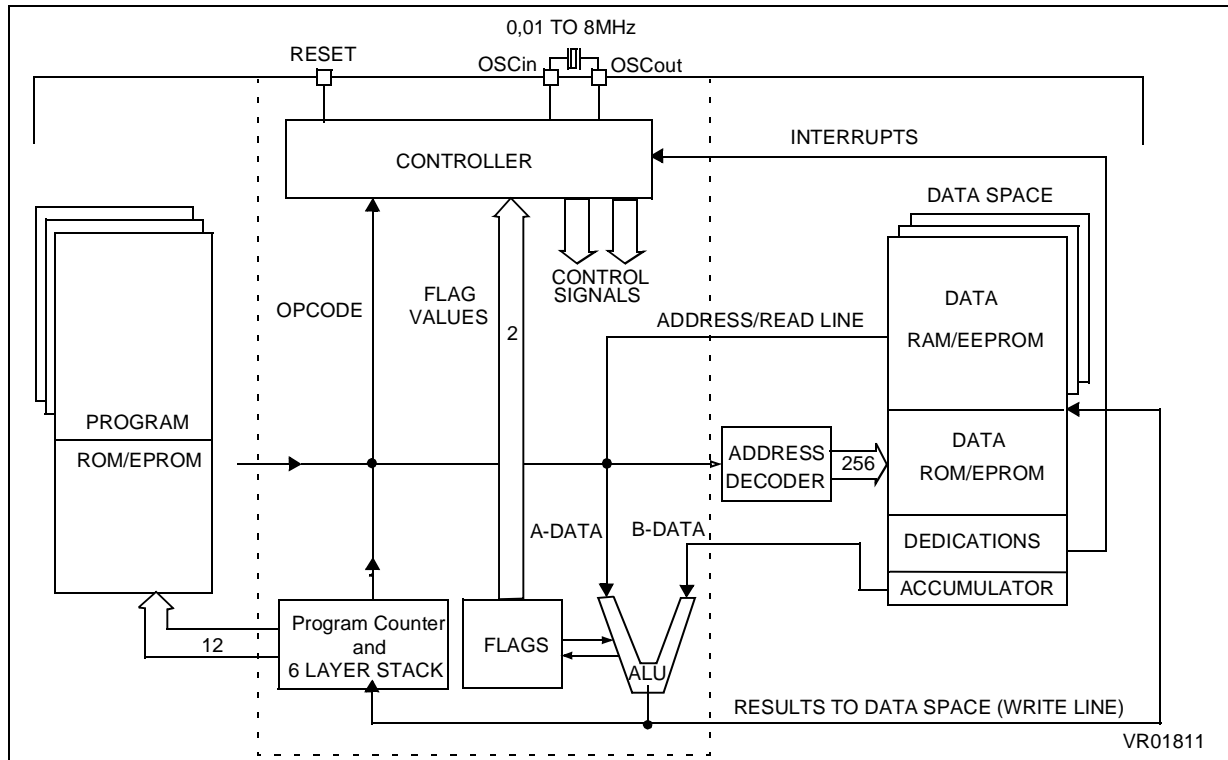 0,01 TO 8MHz
RESET
OSCin
OSCout
INTERRUPTS
CONTROLLER
DATA SPACE
CONTROL
SIGNALS
OPCODE
FLAG
VALUES
2
ADDRESS/READ LINE
DATA
RAM/EEPROM
PROGRAM
ROM/EPROM
ADDRESS
DECODER
256
DATA
ROM/EPROM
A-DATA
B-DATA
DEDICATIONS
ACCUMULATOR
12
Program Counter
and
6 LAYER STACK
FLAGS
ALU
RESULTS TO DATA SPACE (WRITE LINE)
VR01811